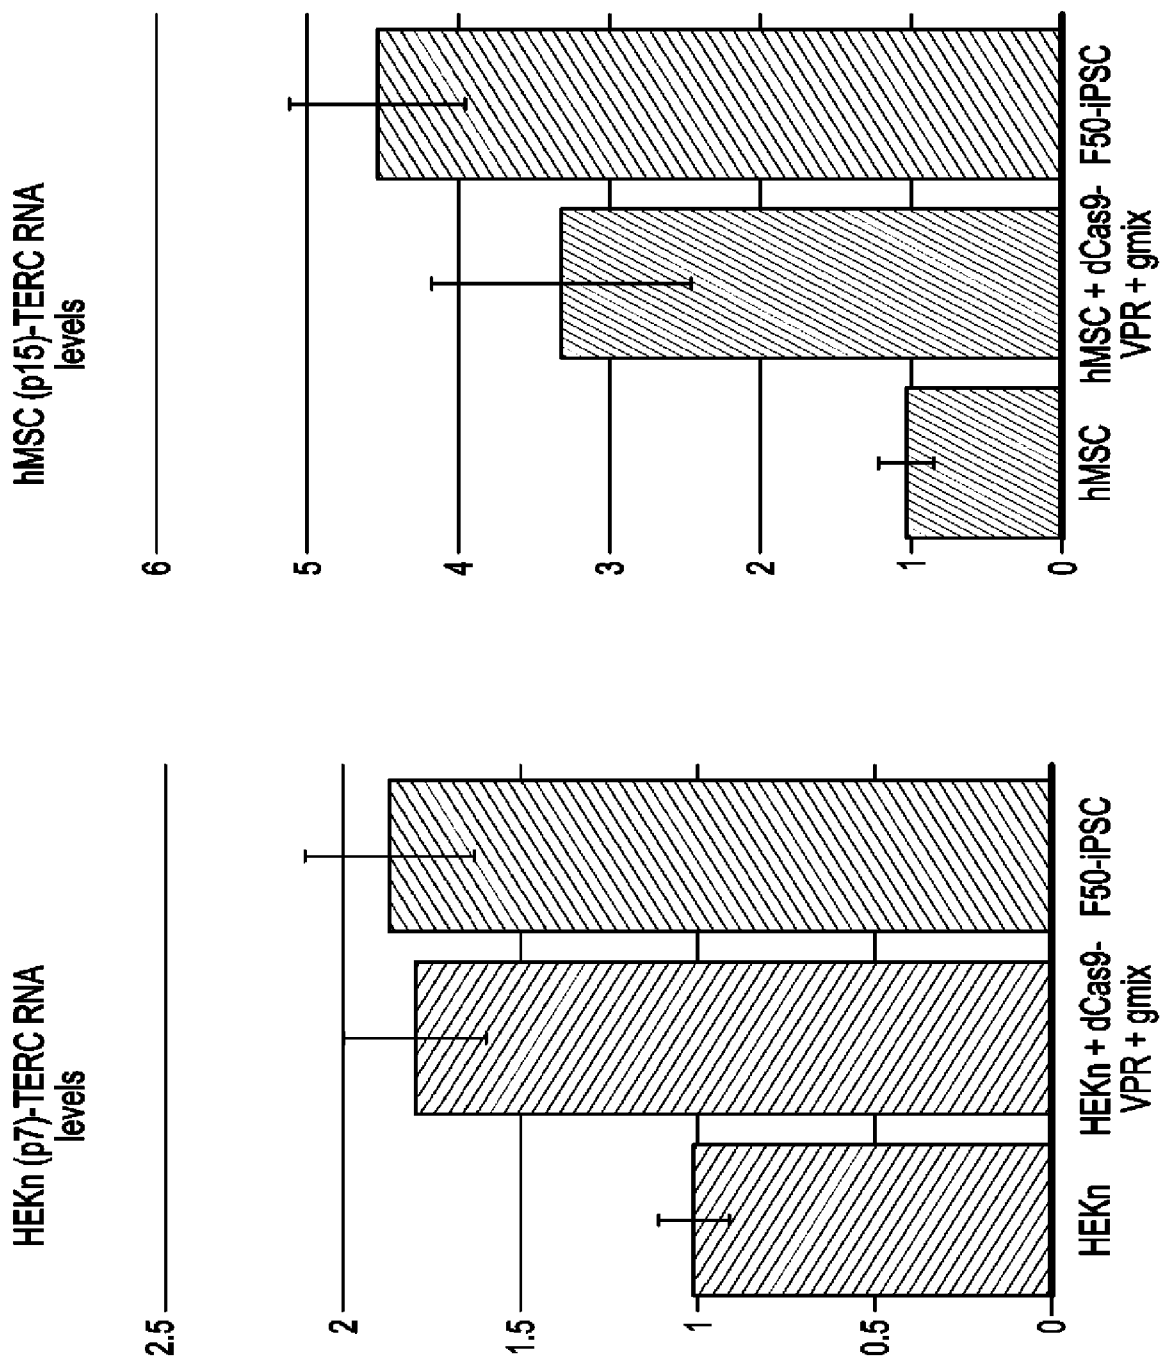 HEKn (p7)-TERC RNA
levels
2.5
2
1.5
1
0.5
0
HEKn
HEKn + dCas9-
VPR + gmix
F50-iPSC
hMSC (p15)-TERC RNA
levels
6
5
4
3
2
1
0
hMSC
hMSC + dCas9-
VPR + gmix
F50-iPSC